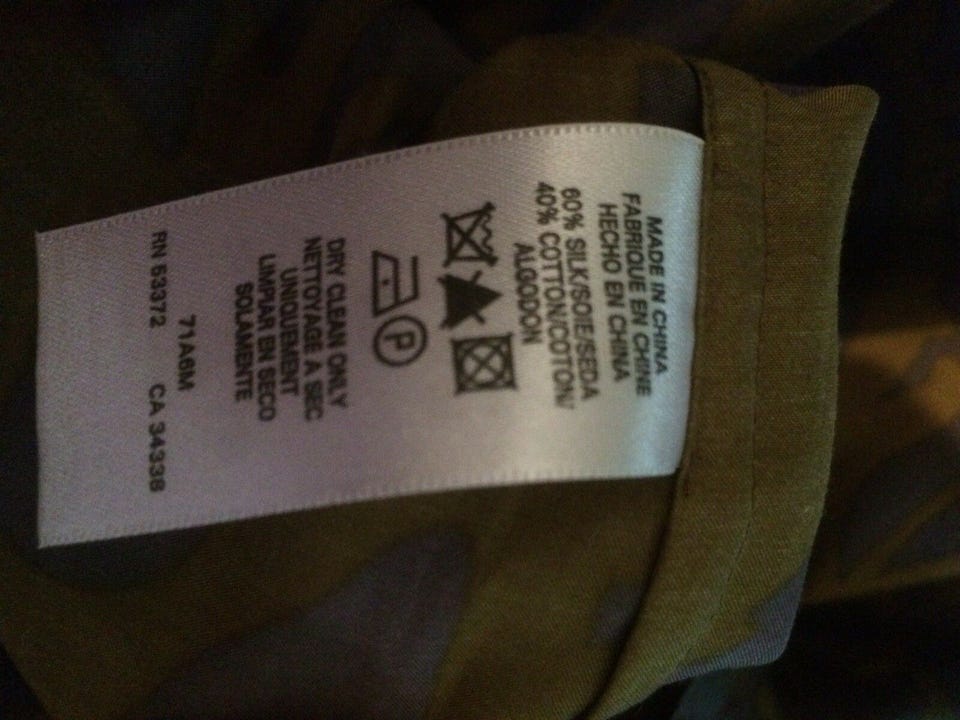 MADE IN CHINA
FABRIQUE EN CHINE
HECHO EN CHINA
60% SILK/SOIE/SEDA
40% COTTON/COTON/
ALGODON
P
DRY CLEAN ONLY
NETTOYAGE A SEC
UNIQUEMENT
LIMPIAR EN SECO
SOLAMENTE
71A6M
RN 53372 CA 34338